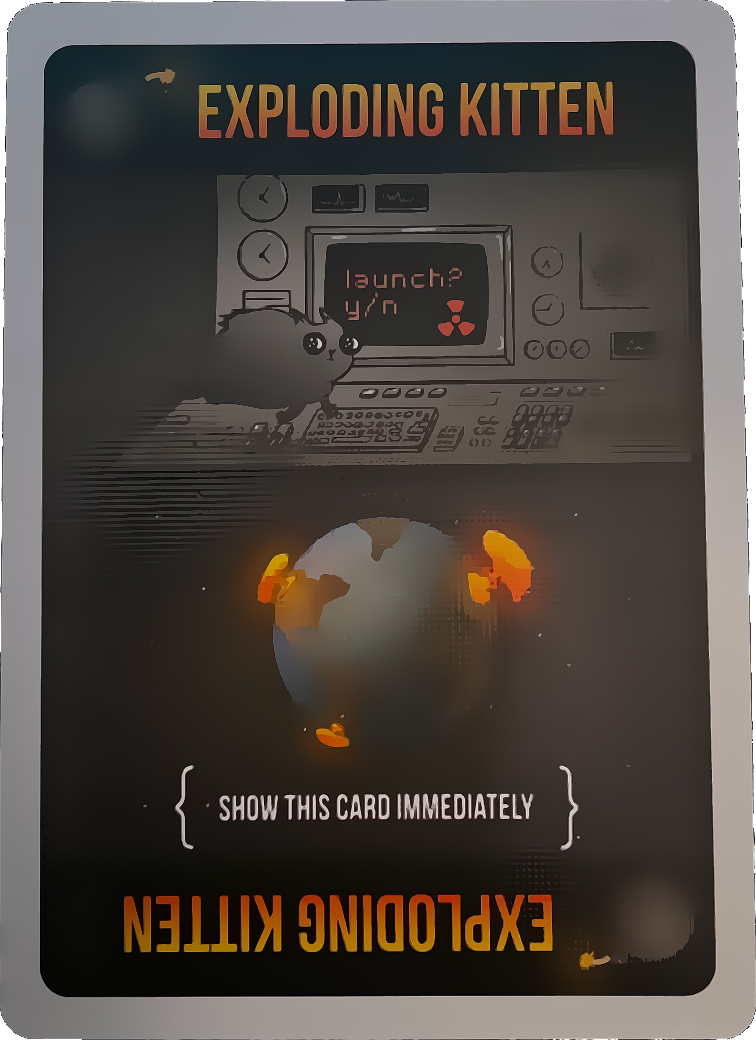 EXPLODING KITTEN
launch?
y/n
SHOW THIS CARD IMMEDIATELY
EXPLODING KITTEN